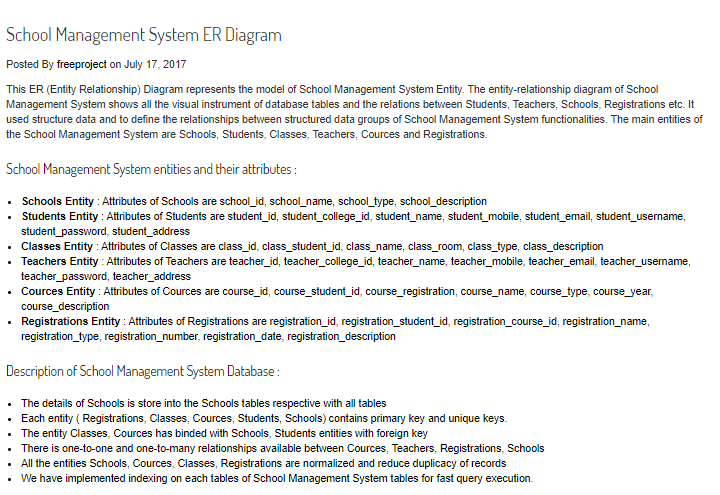 School Management System ER Diagram
Posted By freeproject on July 17, 2017
This ER (Entity Relationship) Diagram represents the model of School Management System Entity. The entity-relationship diagram of School
Management System shows all the visual instrument of database tables and the relations between Students, Teachers, Schools, Registrations etc. It
used structure data and to define the relationships between structured data groups of School Management System functionalities. The main entities of
the School Management System are Schools, Students, Classes, Teachers, Cources and Registrations.
School Management System entities and their attributes :
• Schools Entity : Attributes of Schools are school_id, school_name, school_type, school_description
• Students Entity : Attributes of Students are student_id, student_college_id, student_name, student_mobile, student_email, student_username,
student_password, student_address
• Classes Entity : Attributes of Classes are class_id, class_student_id, class_name, class_room, class_type, class_description
• Teachers Entity : Attributes of Teachers are teacher_id, teacher_college_id, teacher_name, teacher_mobile, teacher_email, teacher_username,
teacher_password, teacher_address
• Cources Entity : Attributes of Cources are course_id, course_student_id, course_registration, course_name, course_type, course_year,
course_description
• Registrations Entity : Attributes of Registrations are registration_id, registration_student_id, registration_course_id, registration_name,
registration_type, registration_number, registration_date, registration_description
Description of School Management System Database :
• The details of Schools is store into the Schools tables respective with all tables
• Each entity ( Registrations, Classes, Cources, Students, Schools) contains primary key and unique keys.
• The entity Classes, Cources has binded with Schools, Students entities with foreign key
• There is one-to-one and one-to-many relationships available between Cources, Teachers, Registrations, Schools
• All the entities Schools, Cources, Classes, Registrations are normalized and reduce duplicacy of records
• We have implemented indexing on each tables of School Management System tables for fast query execution.